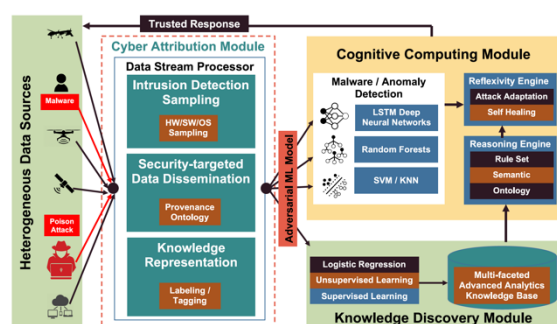 Trusted Response
Heterogeneous Data Sources
Malware
Poison
Attack
Cyber Attribution Module
Data Stream Processor
Intrusion Detection
Sampling
HW/SW/OS
Sampling
Security-targeted
Data Dissemination
Provenance
Ontology
Knowledge
Representation
Labeling /
Tagging
Adversarial ML Model
Cognitive Computing Module
Malware / Anomaly
Detection
LSTM Deep
Neural Networks
Random Forests
SVM / KNN
Reflexivity Engine
Attack Adaptation
Self Healing
Reasoning Engine
Rule Set
Semantic
Ontology
Logistic Regression
Unsupervised Learning
Supervised Learning
Multi-faceted
Advanced Analytics
Knowledge Base
Knowledge Discovery Module